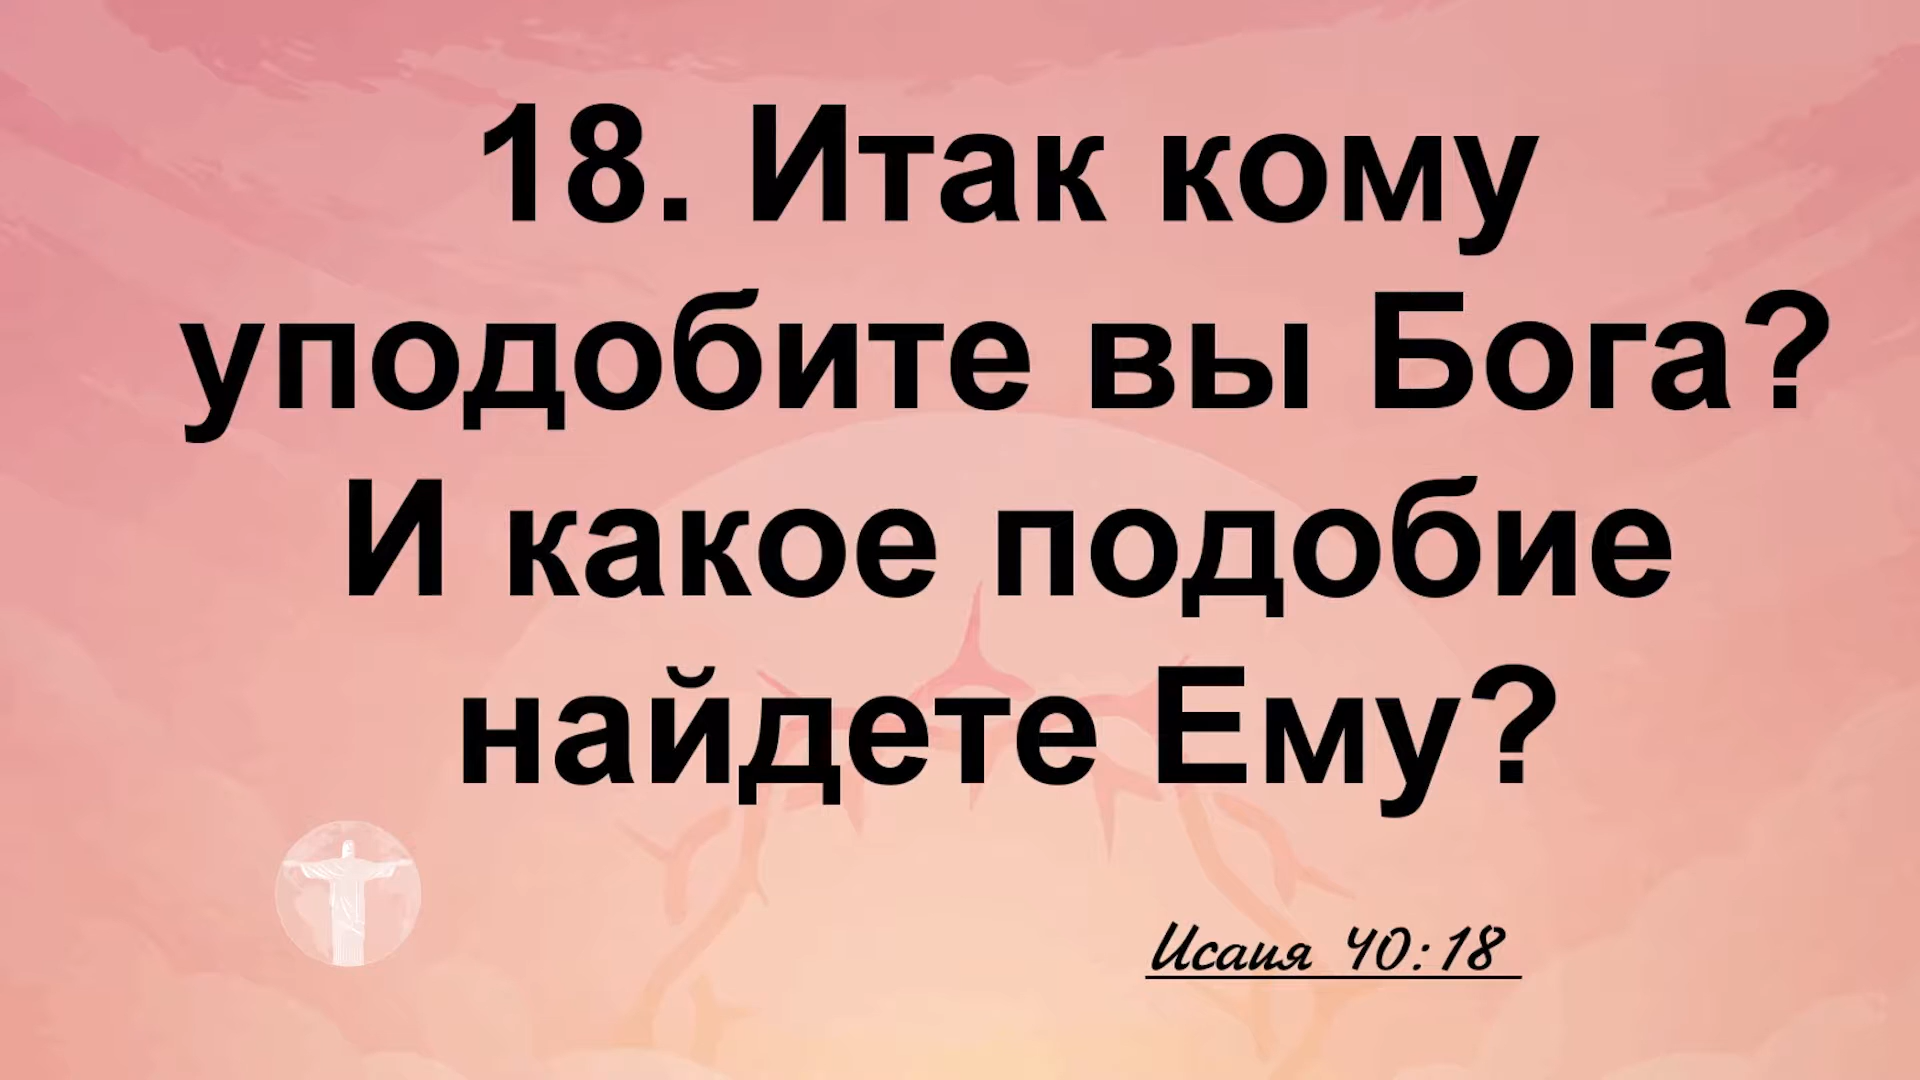 18. Итак кому
уподобите вы Бога?
И какое подобие
найдете Ему?
Исаия 40:18